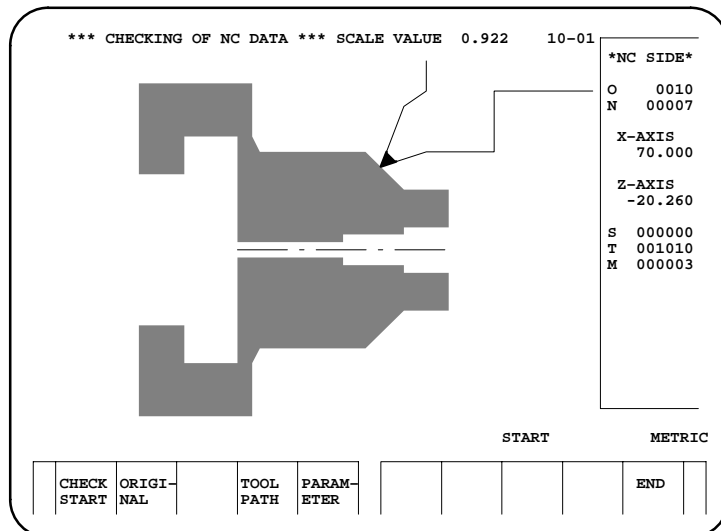 *** CHECKING OF NC DATA *** SCALE VALUE 0.922 10-01
*NC SIDE*
O 0010
N 00007
X-AXIS
70.000
Z-AXIS
-20.260
S 000000
T 001010
M 000003
START METRIC
CHECK START
ORIGI-NAL
TOOL PATH
PARAM-ETER
END